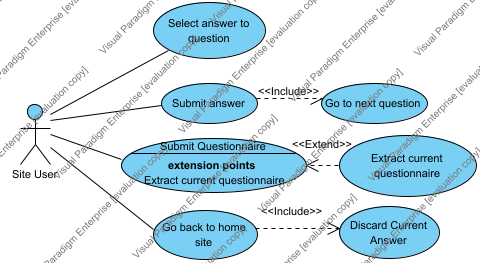 Select answer to
question
Submit answer
<<Include>>
Go to next question
Submit Questionnaire
extension points
Extract current questionnaire
<<Extend>>
Extract current
questionnaire
Site User
Go back to home
site
<<Include>>
Discard Current
Answer
Visual Paradigm Enterprise [evaluation copy]